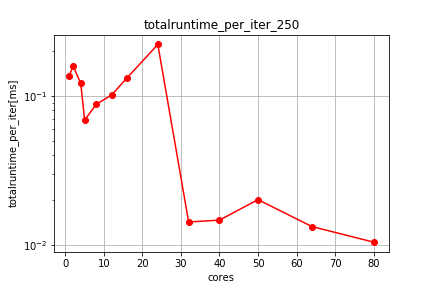 totalruntime_per_iter_250
totalruntime_per_iter[ms]
10⁻¹
10⁻²
0 10 20 30 40 50 60 70 80
cores